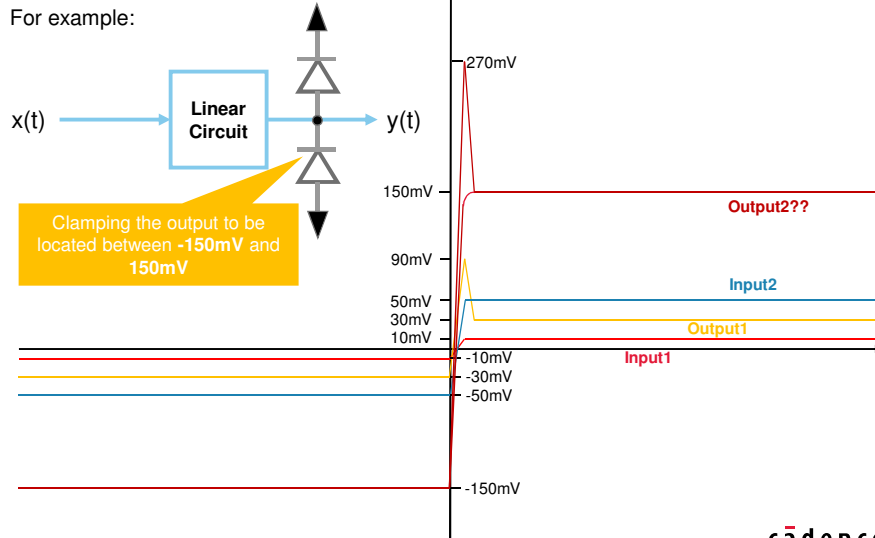 For example:
x(t)
Linear
Circuit
y(t)
Clamping the output to be
located between -150mV and
150mV
270mV
150mV
Output2??
90mV
Input2
50mV
30mV
Output1
10mV
-10mV
Input1
-30mV
-50mV
-150mV